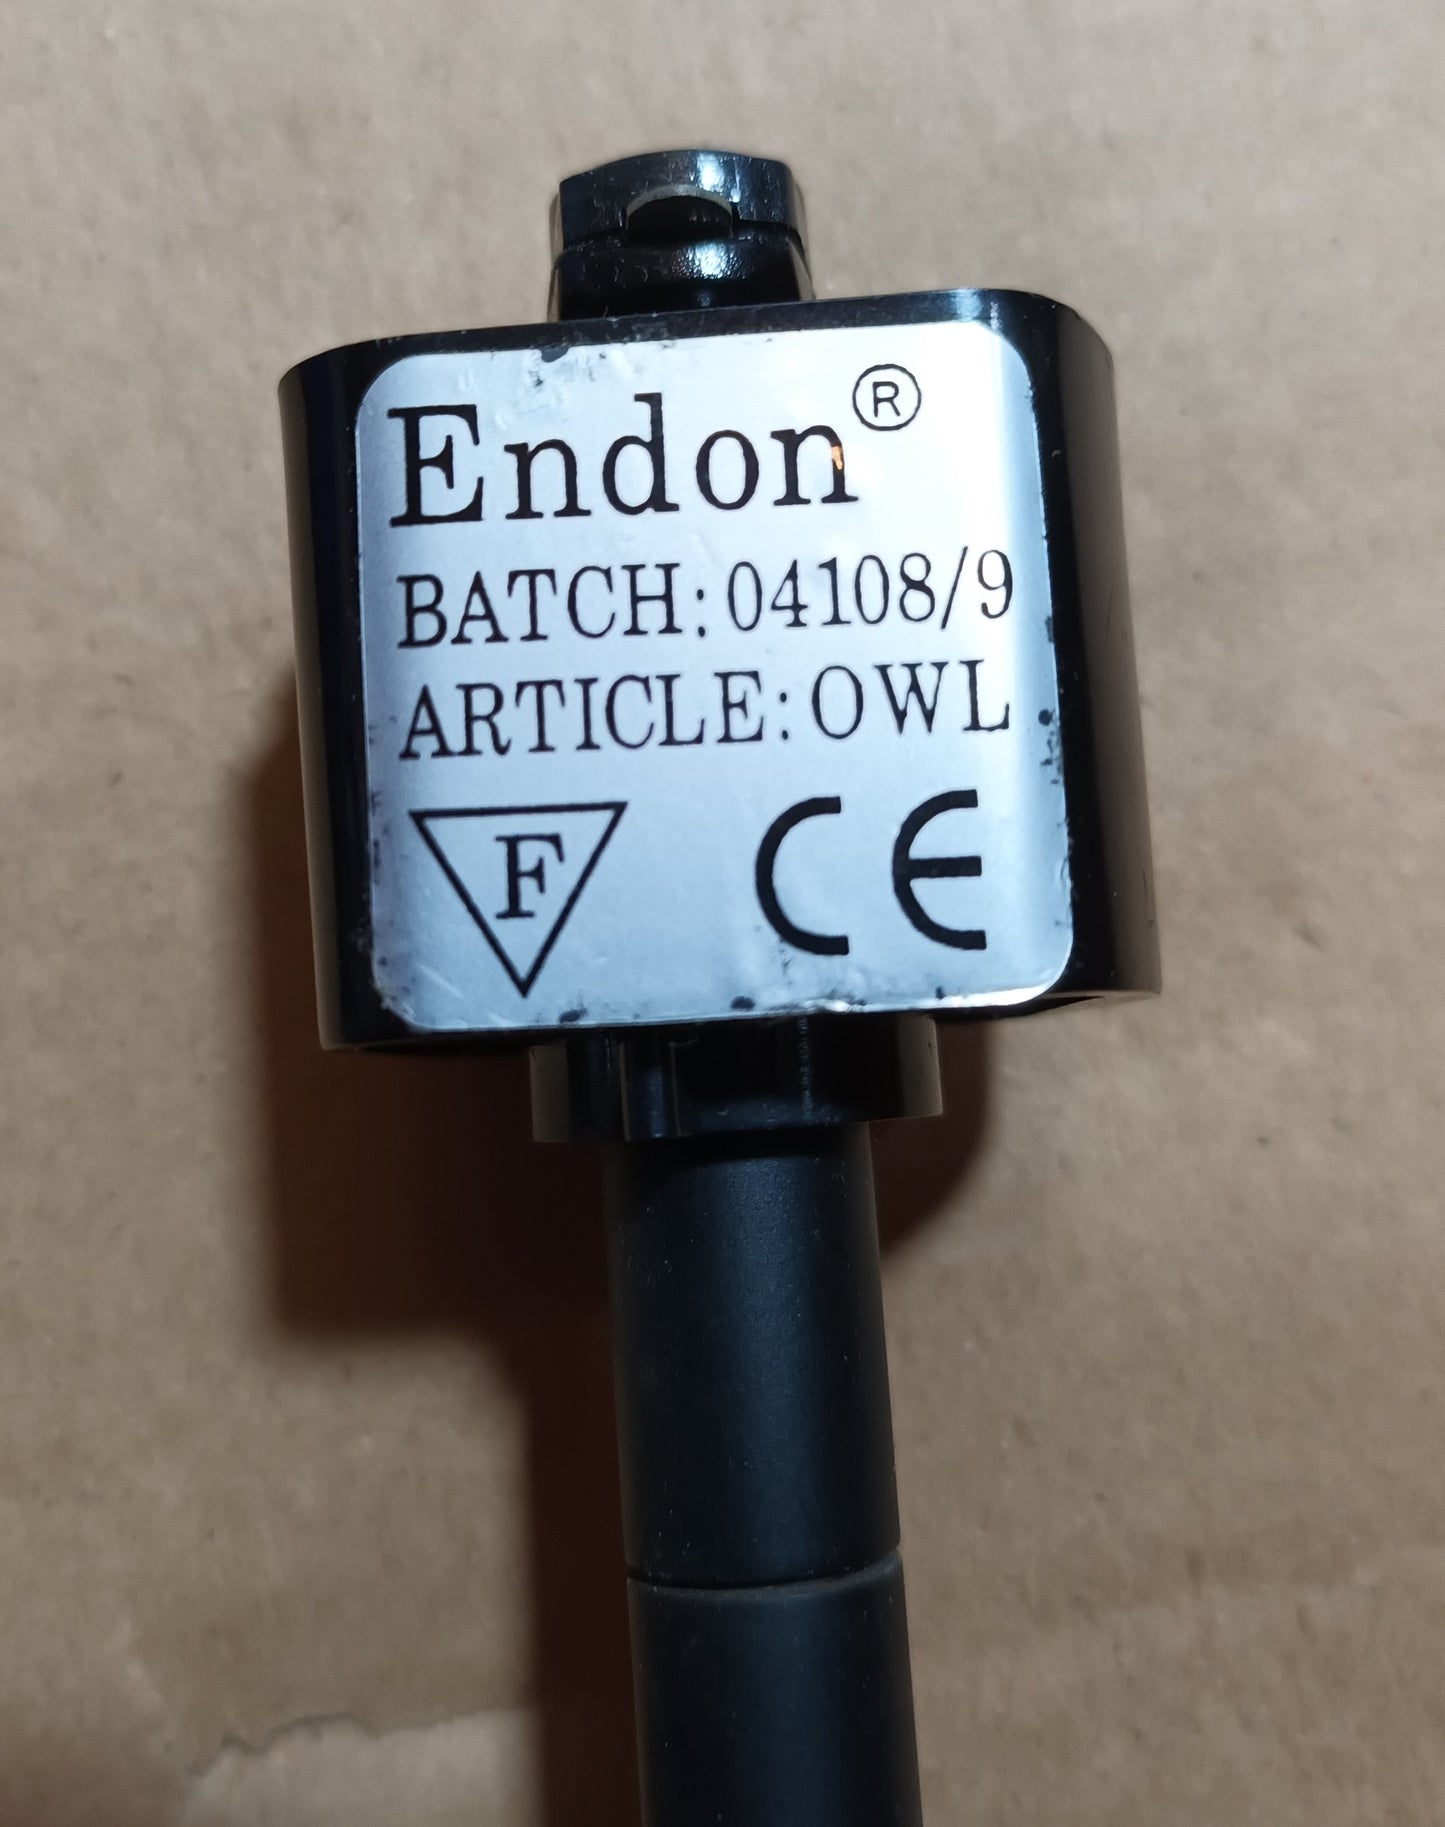 Endon®
BATCH: 04108/9
ARTICLE: OWL
F CE